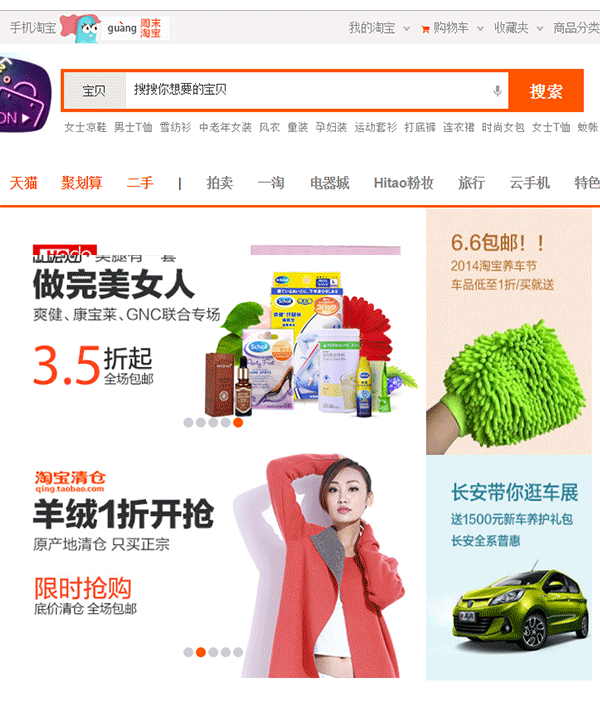 手机淘宝
guàng
周末
淘宝
我的淘宝
购物车
收藏夹
商品分类
ON
宝贝
搜搜你想要的宝贝
搜索
女士凉鞋 男士T恤 雪纺衫 中老年女装 风衣 童装 孕妇装 运动套衫 打底裤 连衣裙 时尚女包 女士T恤 蚊帐
天猫 聚划算 二手 | 拍卖 一淘 电器城 Hitao粉妆 旅行 云手机 特色
做完美女人
爽健、康宝莱、GNC联合专场
3.5折起
全场包邮
Scholl
HERBALIFE
6.6包邮！！
2014淘宝养车节
车品低至1折/买就送
淘宝清仓
qing.taobao.com
羊绒1折开抢
原产地清仓 只买正宗
限时抢购
底价清仓 全场包邮
长安带你逛车展
送1500元新车养护礼包
长安全系普惠